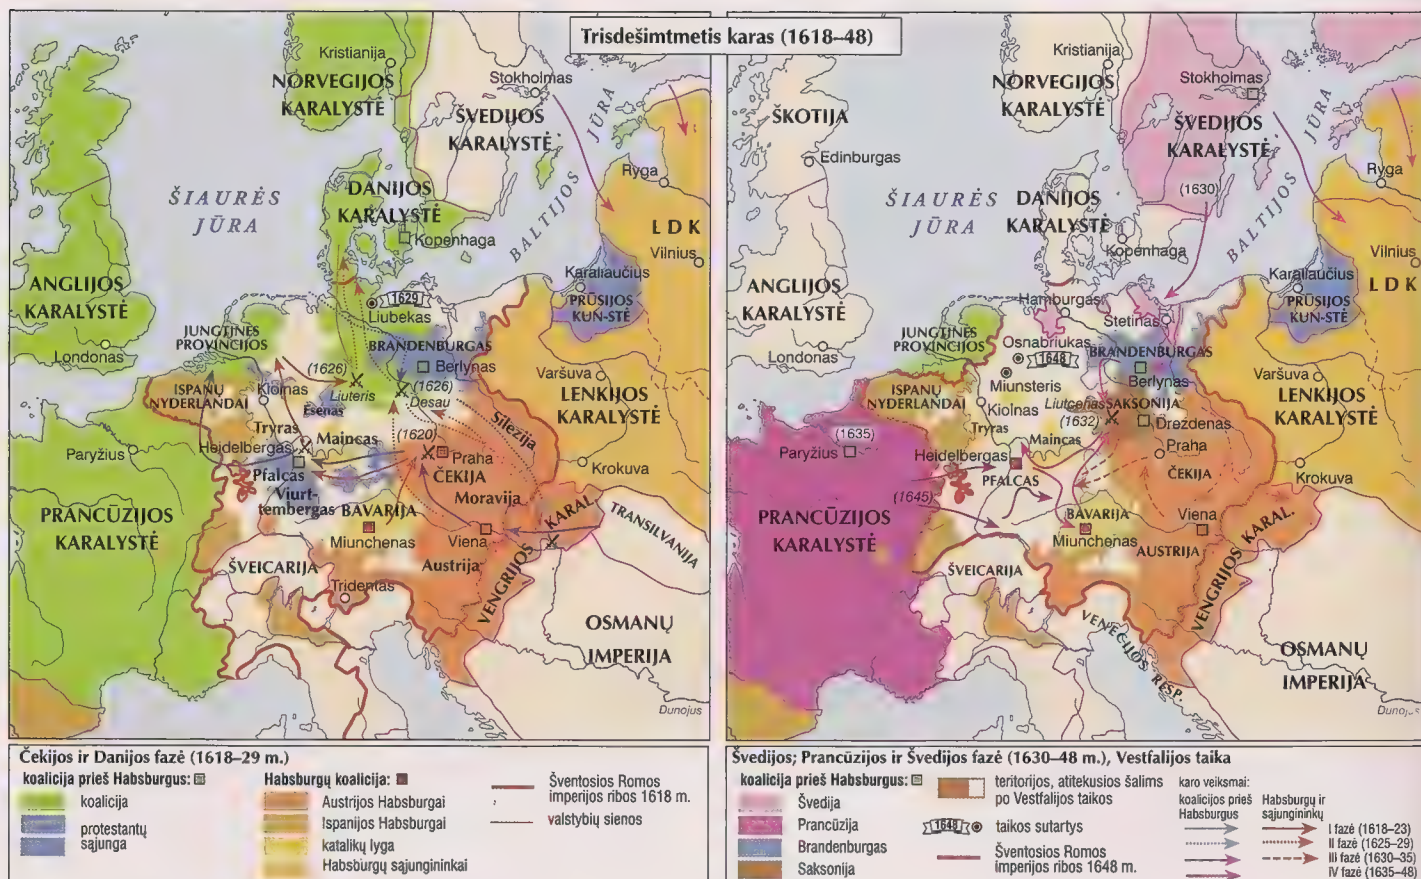 Trisdešimtmetis karas (1618–48)
Kristianija
NORVEGIJOS
KARALYSTĖ
Stokholmas
ŠVEDIJOS
KARALYSTĖ
BALTIJOS JŪRA
Ryga
LDK
Vilnius
ŠIAURĖS
JŪRA
DANIJOS
KARALYSTĖ
Kopenhaga
Karaliaučius
PRŪSIJOS
KUN-STĖ
ANGLIJOS
KARALYSTĖ
Londonas
1629
Liubekas
JUNGTINĖS
PROVINCIJOS
BRANDENBURGAS
Berlynas
ISPANŲ
NYDERLANDAI
Kiolnas
(1626)
Liuteris
(1626)
Desau
Esenas
Varšuva
LENKIJOS
KARALYSTĖ
Silezija
Tryras
Maincas
(1620)
Heidelbergas
Praha
Paryžius
Pfalcas
ČEKIJA
Krokuva
Viurt-
tembergas
Moravija
PRANCŪZIJOS
KARALYSTĖ
BAVARIJA
Miunchenas
Viena
VENGRIJOS KARAL.
TRANSILVANIJA
ŠVEICARIJA
Austrija
Tridentas
OSMANŲ
IMPERIJA
Dunojus
Kristianija
NORVEGIJOS
KARALYSTĖ
Stokholmas
ŠVEDIJOS
KARALYSTĖ
ŠKOTIJA
Edinburgas
BALTIJOS JŪRA
Ryga
(1630)
ŠIAURĖS
JŪRA
DANIJOS
KARALYSTĖ
Kopenhaga
Vilnius
LDK
Karaliaučius
PRŪSIJOS
KUN-STĖ
ANGLIJOS
KARALYSTĖ
Londonas
Hamburgas
Stetinas
JUNGTINĖS
PROVINCIJOS
Osnabriukas
1648
Miunsteris
BRANDENBURGAS
Berlynas
ISPANŲ
NYDERLANDAI
Kiolnas
Liutcenas
(1632)
SAKSONIJA
Drezdenas
Varšuva
LENKIJOS
KARALYSTĖ
Tryras
Maincas
(1635)
Paryžius
Heidelbergas
PFALCAS
Praha
ČEKIJA
Krokuva
(1645)
PRANCŪZIJOS
KARALYSTĖ
BAVARIJA
Miunchenas
Viena
AUSTRIJA
VENGRIJOS KARAL.
ŠVEICARIJA
VENECIJOS RESP.
OSMANŲ
IMPERIJA
Čekijos ir Danijos fazė (1618–29 m.)
koalicija prieš Habsburgus:
koalicija
protestantų
sąjunga
Habsburgų koalicija:
Austrijos Habsburgai
Ispanijos Habsburgai
katalikų lyga
Habsburgų sąjungininkai
Šventosios Romos
imperijos ribos 1618 m.
valstybių sienos
Švedijos; Prancūzijos ir Švedijos fazė (1630–48 m.), Vestfalijos taika
koalicija prieš Habsburgus:
Švedija
Prancūzija
Brandenburgas
Saksonija
teritorijos, atitekusios šalims
po Vestfalijos taikos
1648
taikos sutartys
Šventosios Romos
imperijos ribos 1648 m.
karo veiksmai:
koalicijos prieš
Habsburgus
Habsburgų ir
sąjungininkų
I fazė (1618–23)
II fazė (1625–29)
III fazė (1630–35)
IV fazė (1635–48)